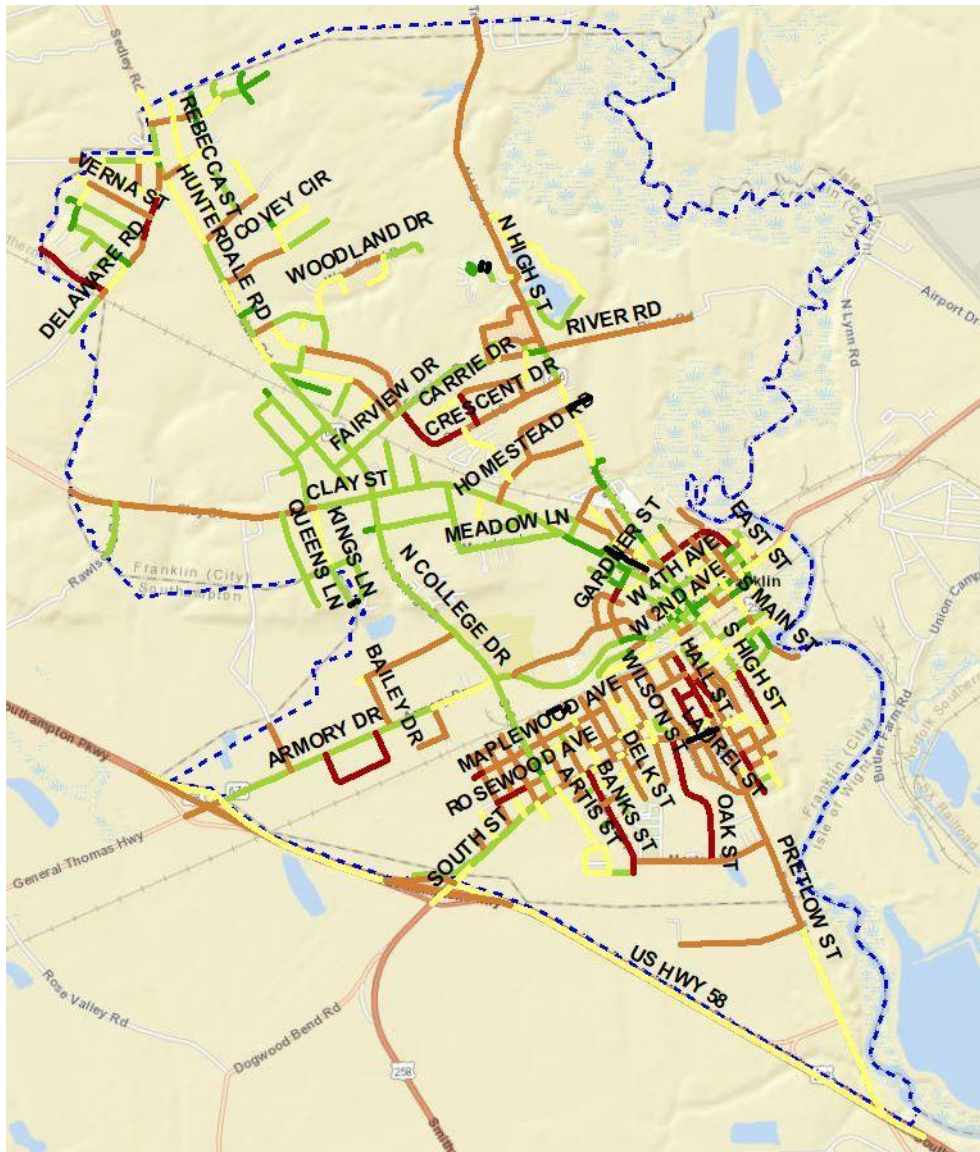 Sedley Rd
REBECCA ST
VERNA ST
HUNTERDALE RD
COVEY CIR
WOODLAND DR
DELAWARE RD
N HIGH ST
RIVER RD
Airport Dr
N Lynn Rd
FAIRVIEW DR
CARRIE DR
CRESCENT DR
HOMESTEAD RD
CLAY ST
QUEENS LN
KINGS LN
MEADOW LN
N COLLEGE DR
GARDNER ST
EAST ST
W 4TH AVE
W 2ND AVE
S MAIN ST
S HIGH ST
Rawls
Franklin (City)
Southampton
Union Camp
BAILEY DR
ARMORY DR
WILSON ST
HALL ST
LAUREL ST
MAPLEWOOD AVE
ROSEWOOD AVE
DELK ST
BANKS ST
ARTIS ST
OAK ST
SOUTH ST
PRETLOW ST
Franklin (City)
Isle of Wight
Butler Farm Rd
General Thomas Hwy
US HWY 58
Rose Valley Rd
Dogwood Bend Rd
258